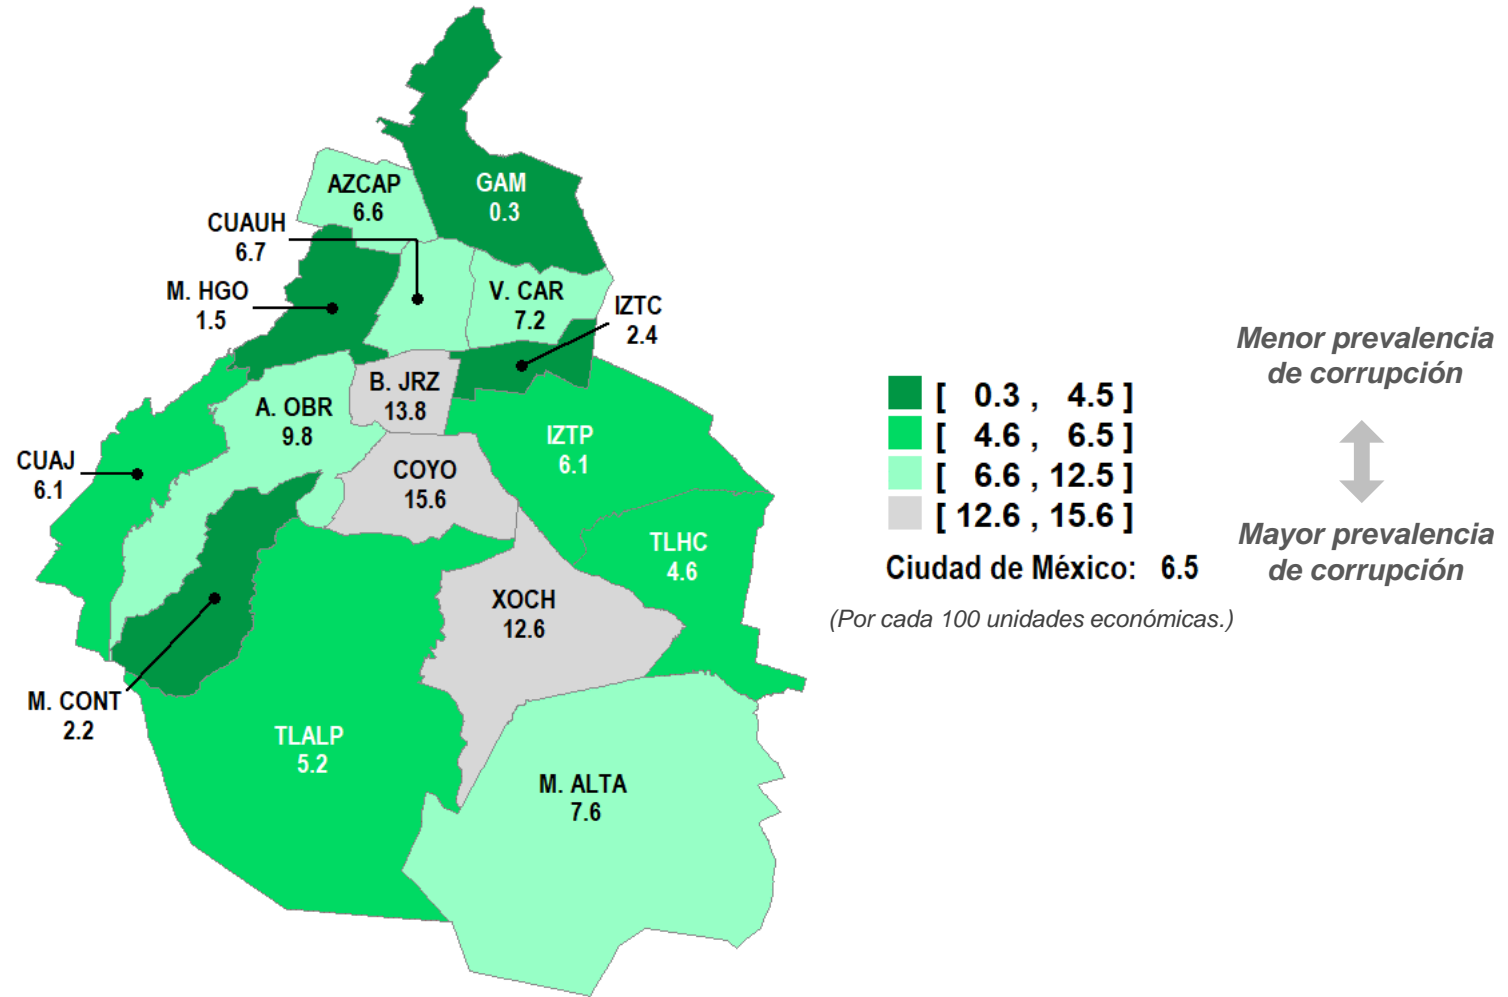 AZCAP
6.6
GAM
0.3
CUAUH
6.7
M. HGO
1.5
V. CAR
7.2
IZTC
2.4
B. JRZ
13.8
A. OBR
9.8
CUAJ
6.1
COYO
15.6
IZTP
6.1
TLHC
4.6
XOCH
12.6
M. CONT
2.2
TLALP
5.2
M. ALTA
7.6
[ 0.3 , 4.5 ]
[ 4.6 , 6.5 ]
[ 6.6 , 12.5 ]
[ 12.6 , 15.6 ]
Ciudad de México: 6.5
(Por cada 100 unidades económicas.)
Menor prevalencia
de corrupción
Mayor prevalencia
de corrupción